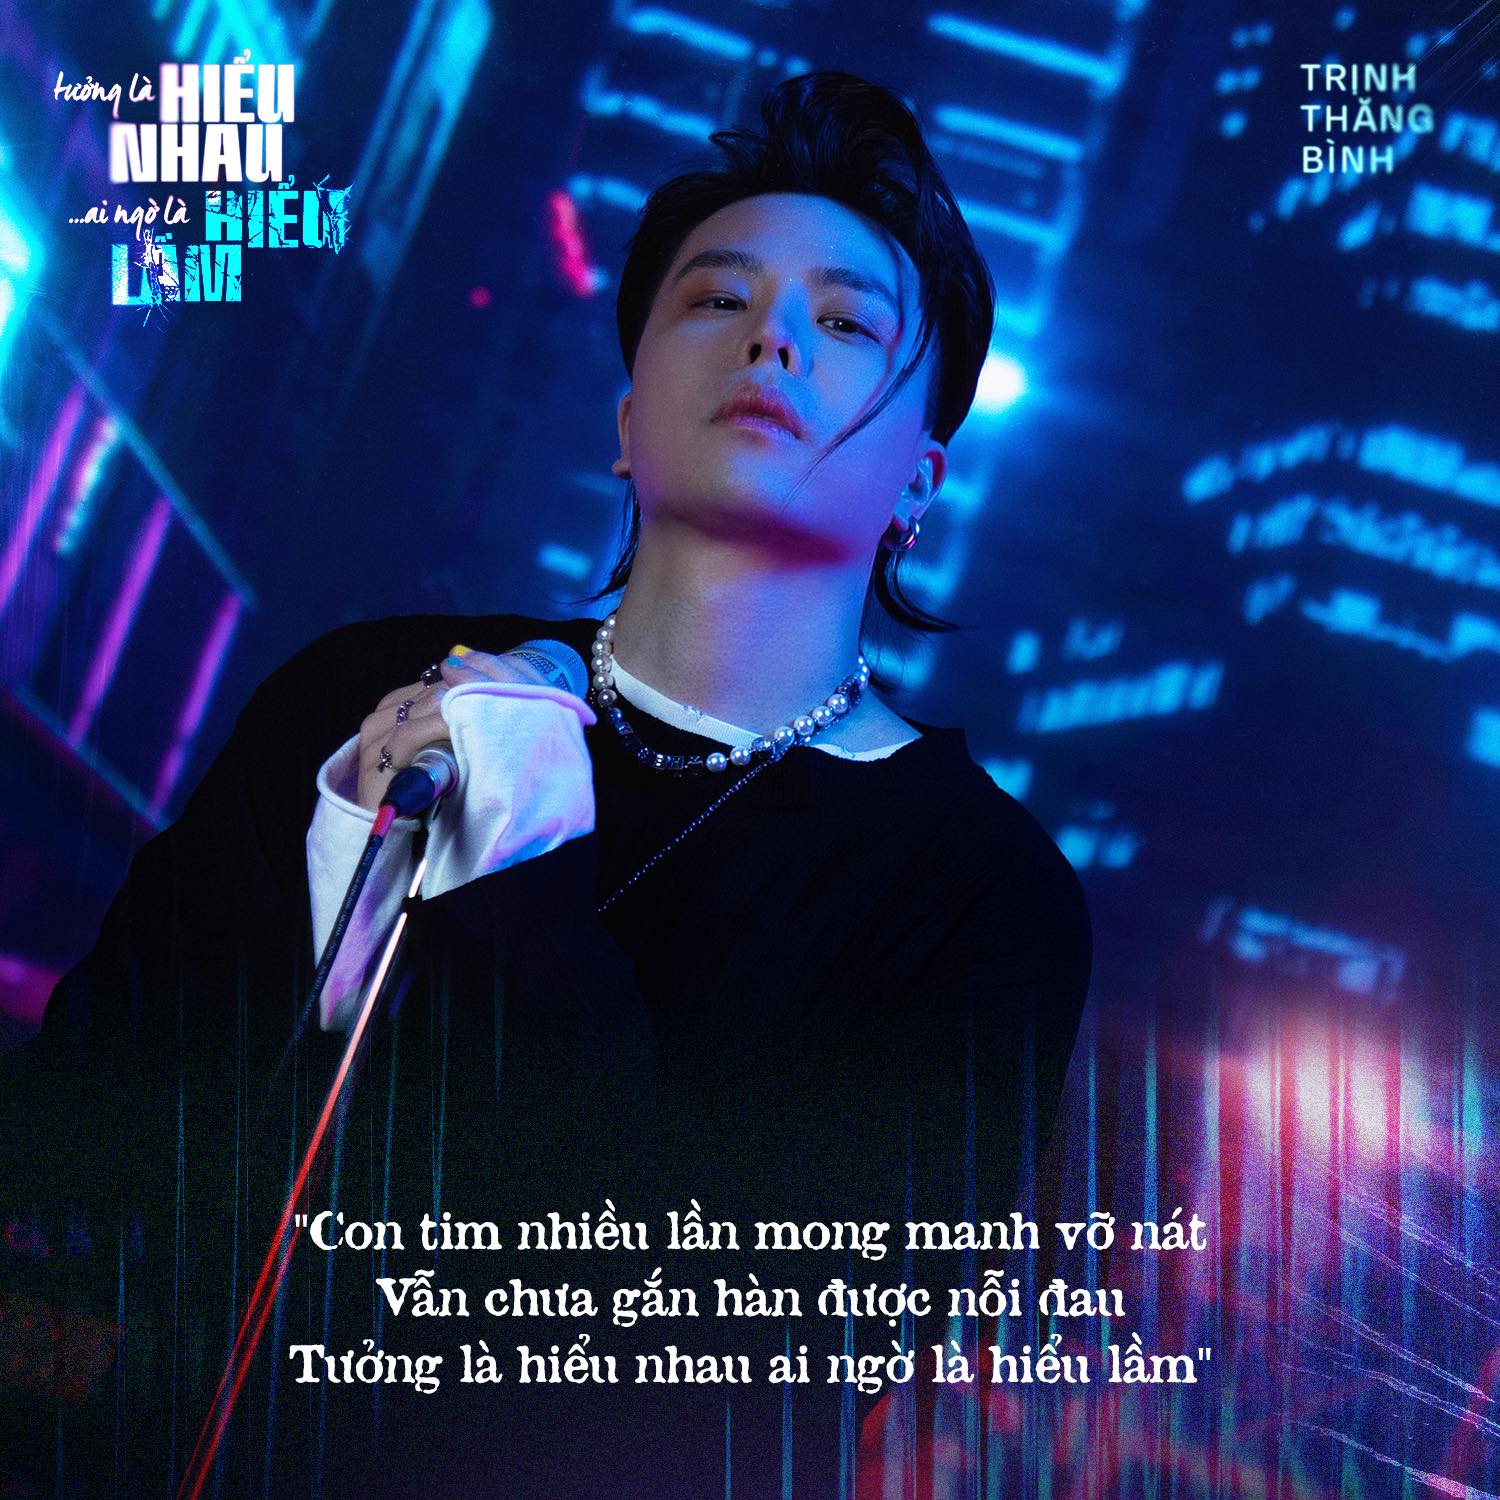 tưởng là HIỂU
NHAU
...ai ngờ là HIỂU
LẦM
TRỊNH
THĂNG
BÌNH
"Con tim nhiều lần mong manh vỡ nát
Vẫn chưa gắn hàn được nỗi đau
Tưởng là hiểu nhau ai ngờ là hiểu lầm"